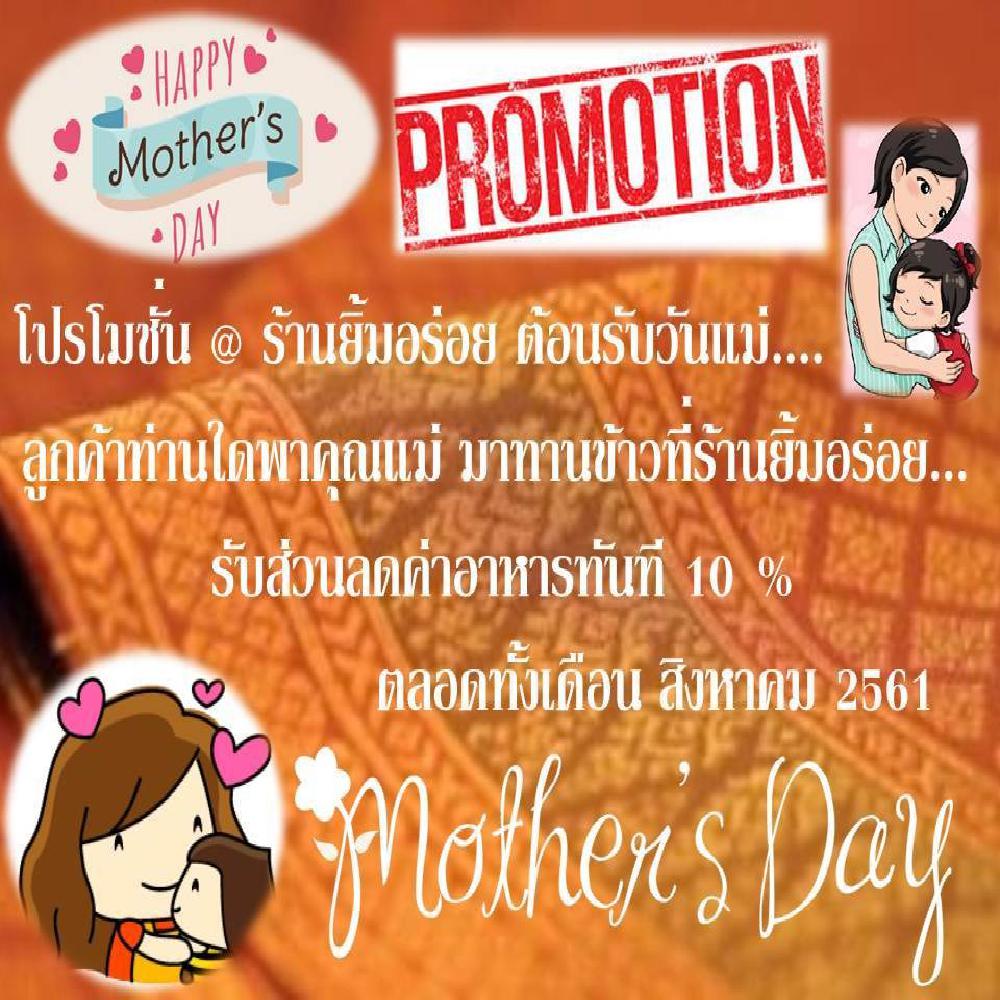 HAPPY
Mother's
DAY
PROMOTION
โปรโมชั่น @ ร้านยิ้มอร่อย ต้อนรับวันแม่....
ลูกค้าท่านใดพาคุณแม่ มาทานข้าวที่ร้านยิ้มอร่อย...
รับส่วนลดค่าอาหารทันที 10 %
ตลอดทั้งเดือน สิงหาคม 2561
Mother's Day